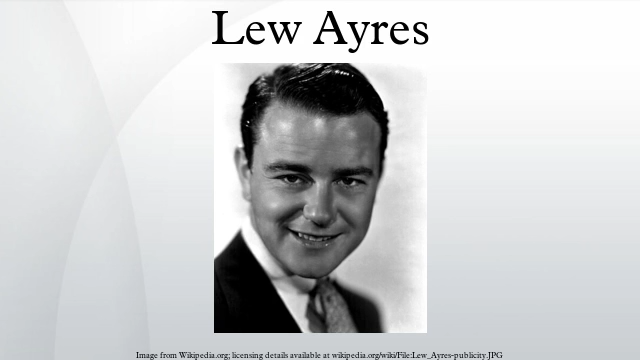 Lew Ayres
Image from Wikipedia.org; licensing details available at wikipedia.org/wiki/File:Lew_Ayres-publicity.JPG